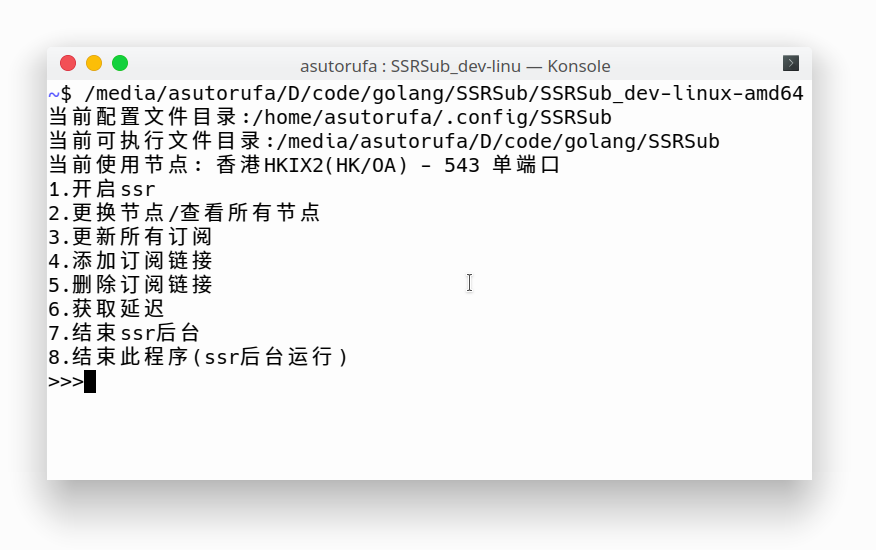 asutorufa : SSRSub_dev-linu — Konsole
~$ /media/asutorufa/D/code/golang/SSRSub/SSRSub_dev-linux-amd64
当前配置文件目录:/home/asutorufa/.config/SSRSub
当前可执行文件目录:/media/asutorufa/D/code/golang/SSRSub
当前使用节点: 香港HKIX2(HK/OA) - 543 单端口
1.开启ssr
2.更换节点/查看所有节点
3.更新所有订阅
4.添加订阅链接
5.删除订阅链接
6.获取延迟
7.结束ssr后台
8.结束此程序(ssr后台运行)
>>>